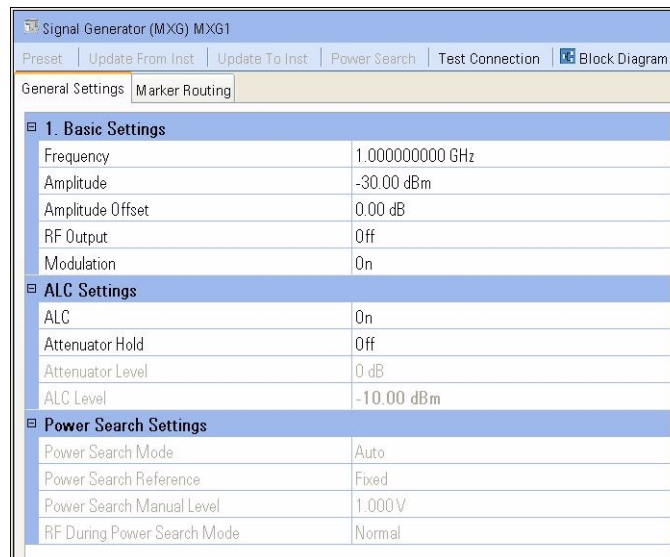 Signal Generator (MXG) MXG1
Preset Update From Inst Update To Inst Power Search Test Connection Block Diagram
General Settings Marker Routing
1. Basic Settings
Frequency 1.000000000 GHz
Amplitude -30.00 dBm
Amplitude Offset 0.00 dB
RF Output Off
Modulation On
ALC Settings
ALC On
Attenuator Hold Off
Attenuator Level 0 dB
ALC Level -10.00 dBm
Power Search Settings
Power Search Mode Auto
Power Search Reference Fixed
Power Search Manual Level 1.000 V
RF During Power Search Mode Normal